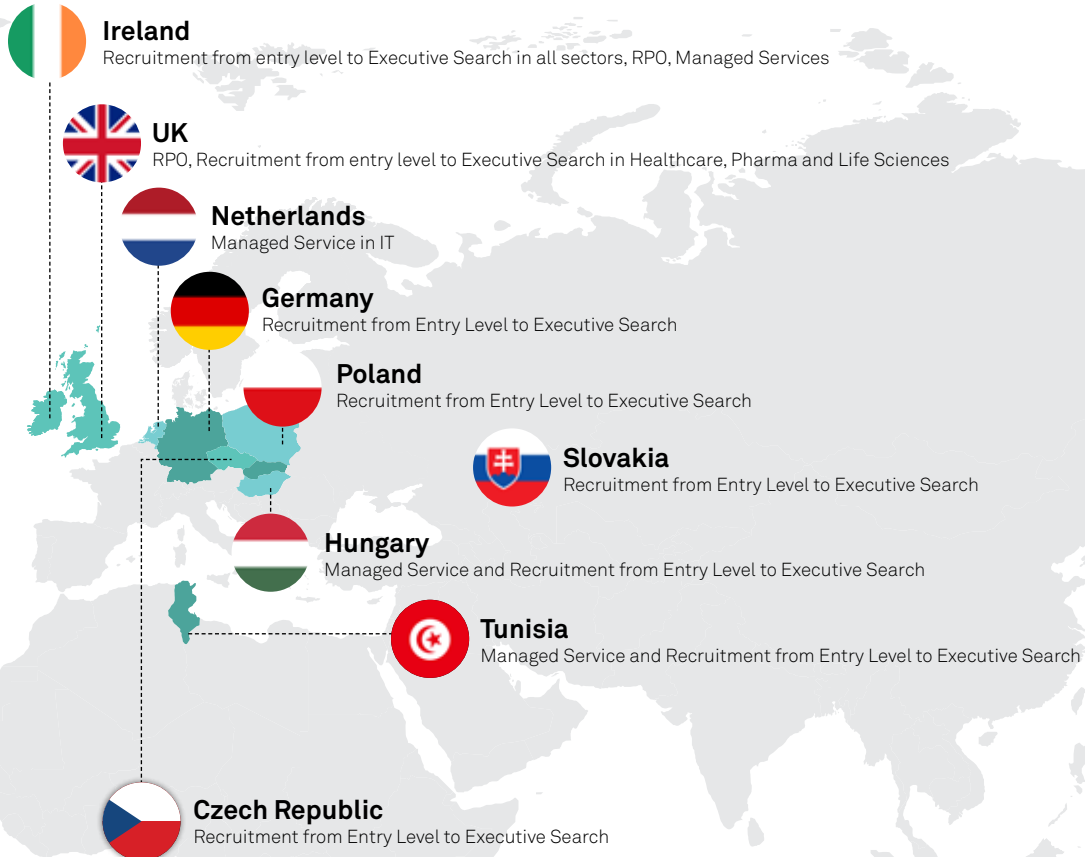 Ireland
Recruitment from entry level to Executive Search in all sectors, RPO, Managed Services
UK
RPO, Recruitment from entry level to Executive Search in Healthcare, Pharma and Life Sciences
Netherlands
Managed Service in IT
Germany
Recruitment from Entry Level to Executive Search
Poland
Recruitment from Entry Level to Executive Search
Slovakia
Recruitment from Entry Level to Executive Search
Hungary
Managed Service and Recruitment from Entry Level to Executive Search
Tunisia
Managed Service and Recruitment from Entry Level to Executive Search
Czech Republic
Recruitment from Entry Level to Executive Search